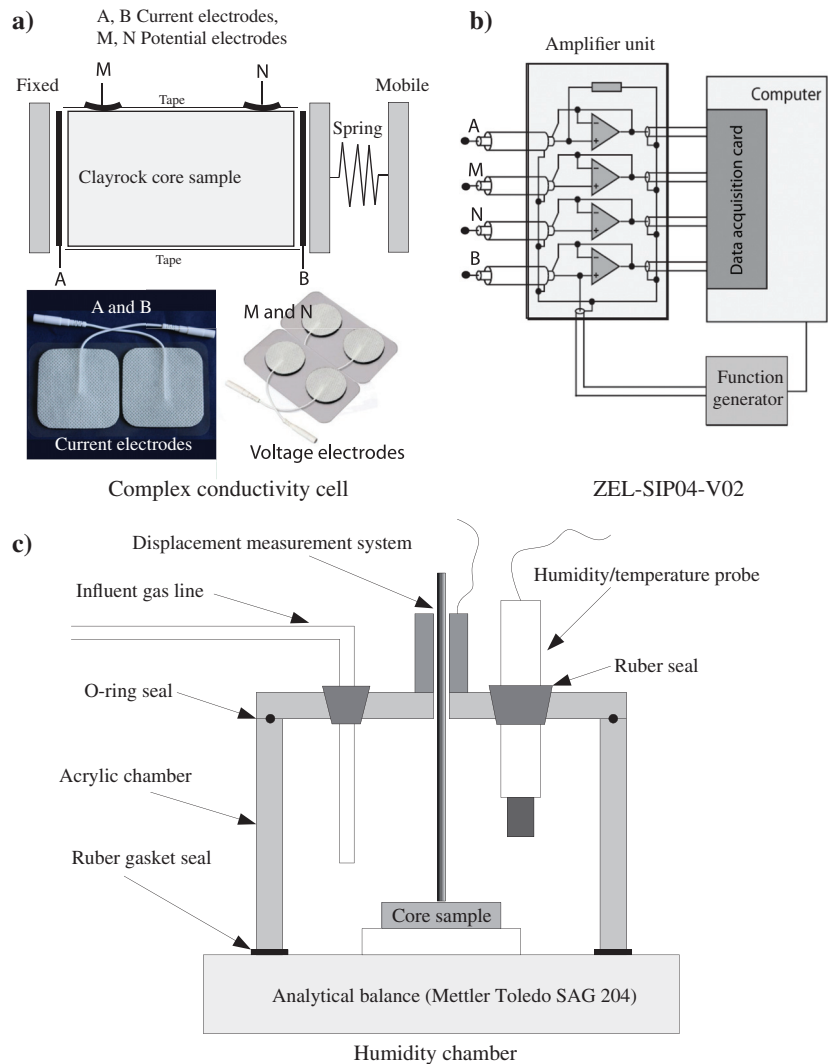 a)
A, B Current electrodes,
M, N Potential electrodes
M
N
Fixed
Mobile
Tape
Spring
Clayrock core sample
Tape
A
B
A and B
Current electrodes
M and N
Voltage electrodes
Complex conductivity cell
b)
Amplifier unit
Computer
A
M
N
B
Data acquisition card
Function
generator
ZEL-SIP04-V02
c)
Displacement measurement system
Humidity/temperature probe
Influent gas line
Ruber seal
O-ring seal
Acrylic chamber
Ruber gasket seal
Core sample
Analytical balance (Mettler Toledo SAG 204)
Humidity chamber